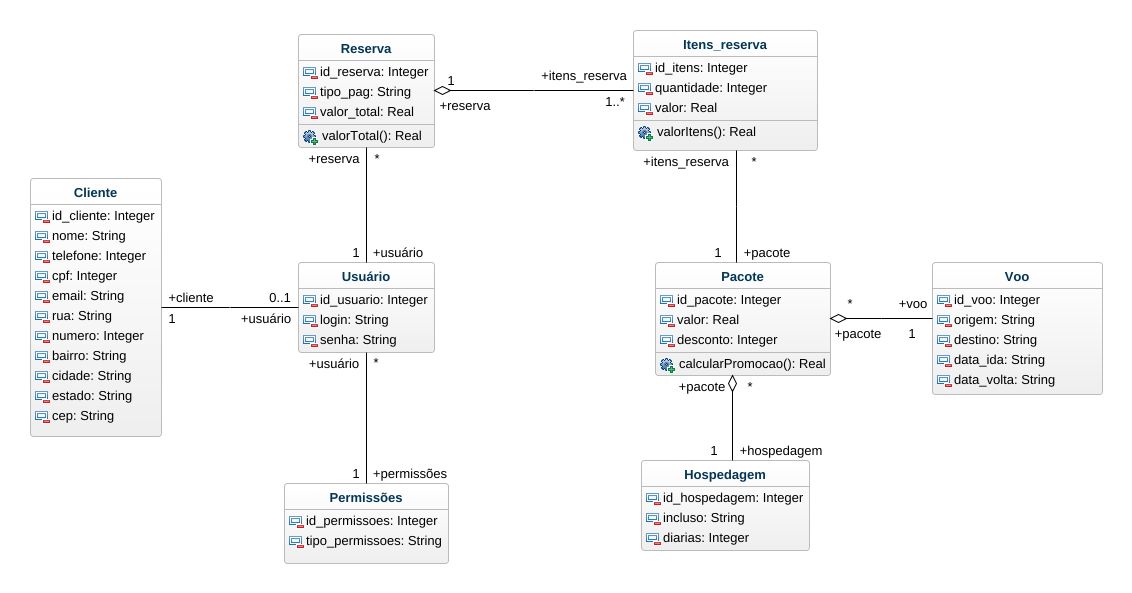 Reserva
id_reserva: Integer
tipo_pag: String
valor_total: Real
valorTotal(): Real
1
+reserva
+itens_reserva
1..*
Itens_reserva
id_itens: Integer
quantidade: Integer
valor: Real
valorItens(): Real
+reserva *
1 +usuário
+itens_reserva *
1 +pacote
Cliente
id_cliente: Integer
nome: String
telefone: Integer
cpf: Integer
email: String
rua: String
numero: Integer
bairro: String
cidade: String
estado: String
cep: String
+cliente
1
0..1
+usuário
Usuário
id_usuario: Integer
login: String
senha: String
+usuário *
1 +permissões
Permissões
id_permissoes: Integer
tipo_permissoes: String
Pacote
id_pacote: Integer
valor: Real
desconto: Integer
calcularPromocao(): Real
*
+pacote
+voo
1
Voo
id_voo: Integer
origem: String
destino: String
data_ida: String
data_volta: String
+pacote *
1 +hospedagem
Hospedagem
id_hospedagem: Integer
incluso: String
diarias: Integer